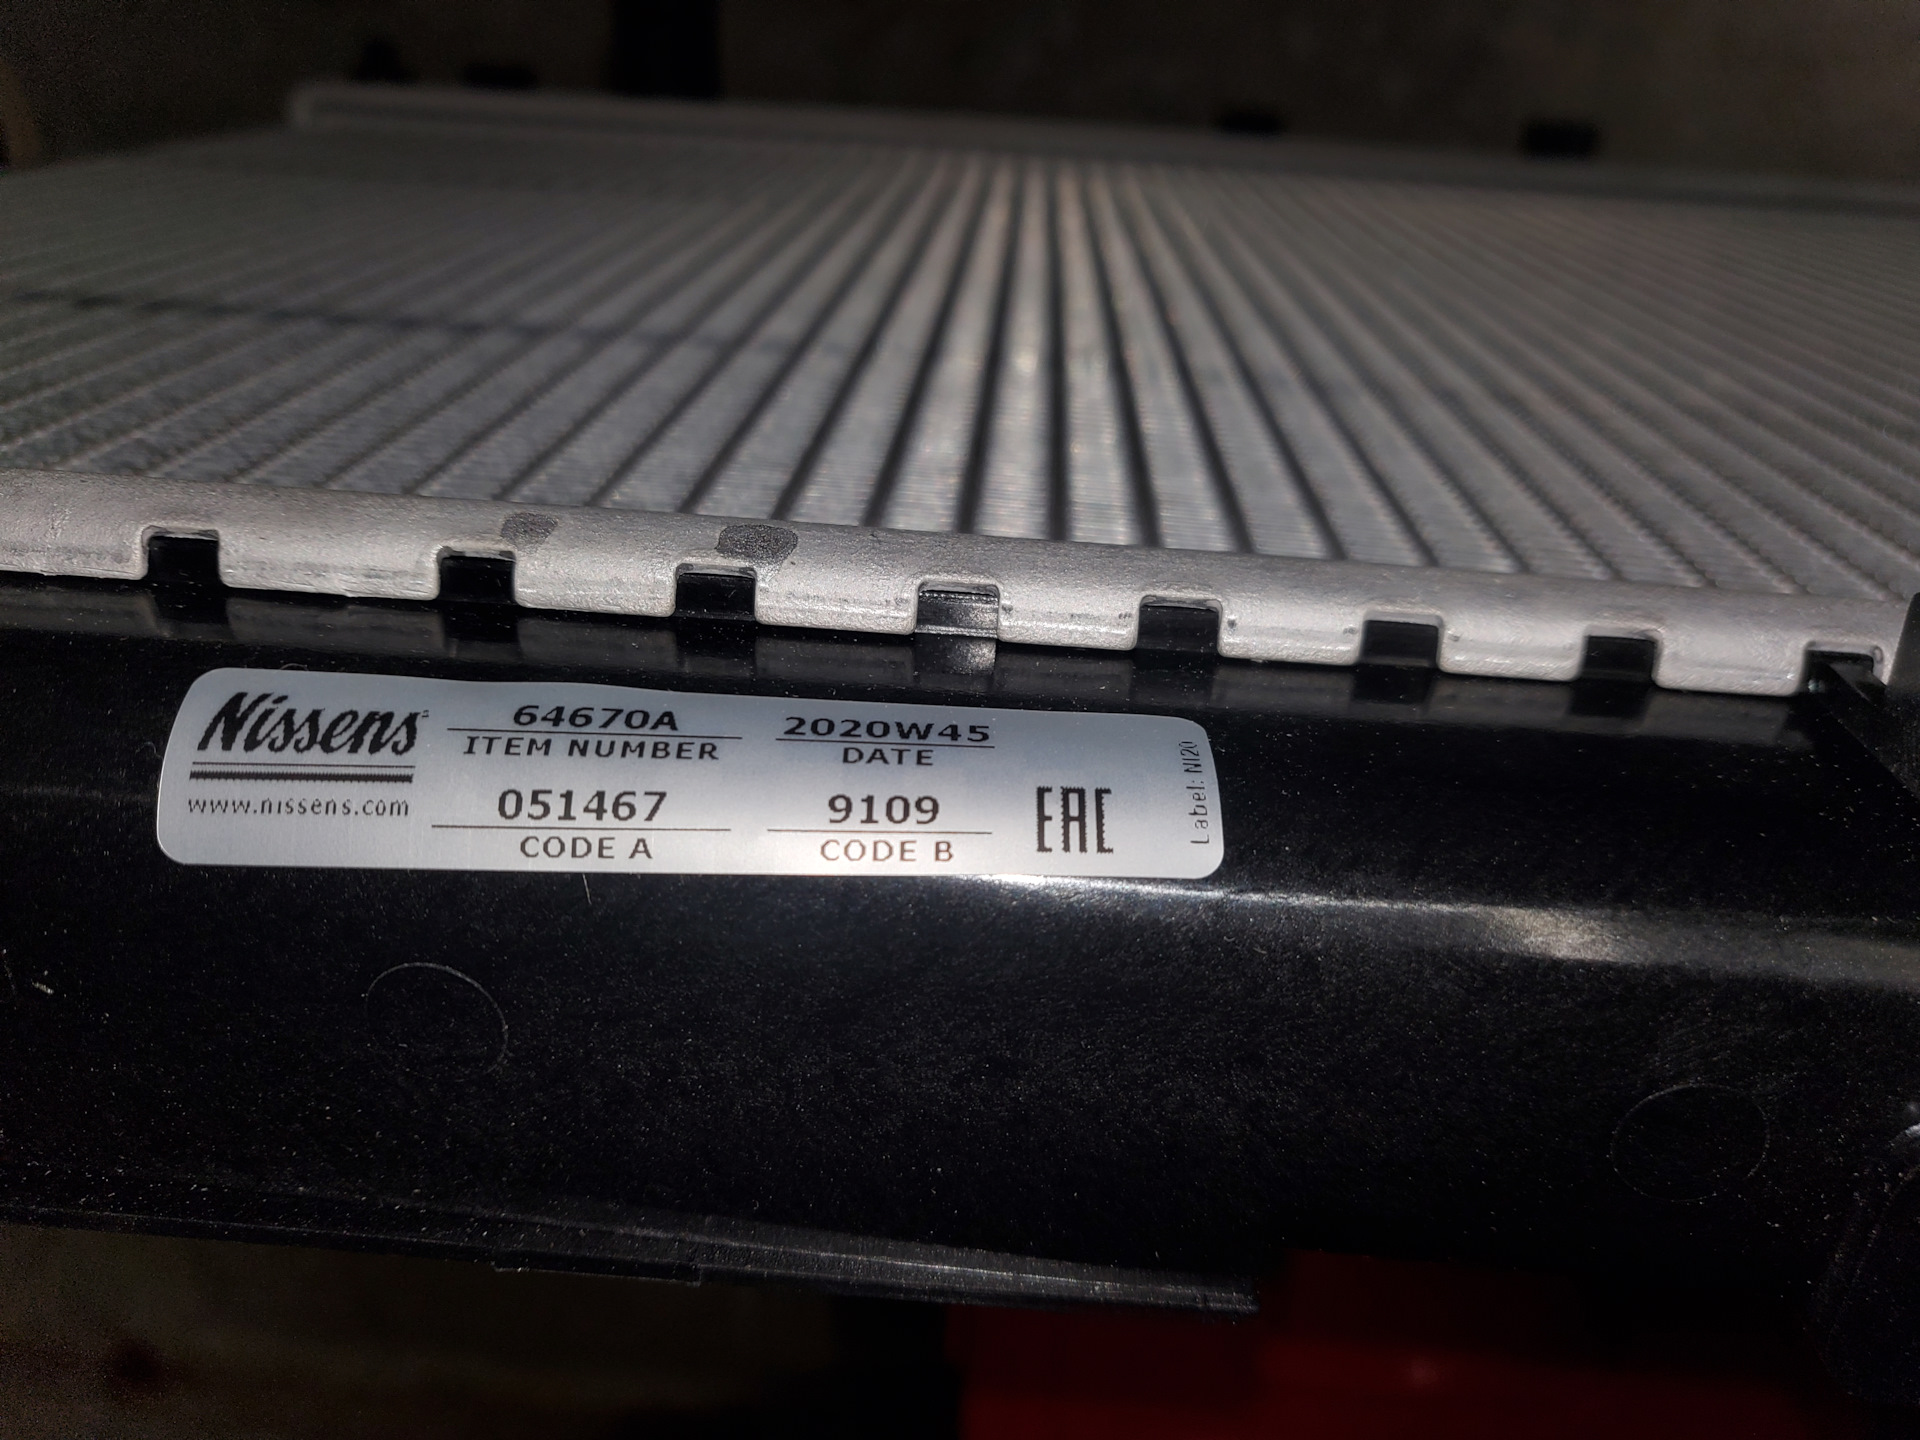 Nissens
www.nissens.com
64670A
ITEM NUMBER
2020W45
DATE
051467
CODE A
9109
CODE B
EAC
Label: NI20